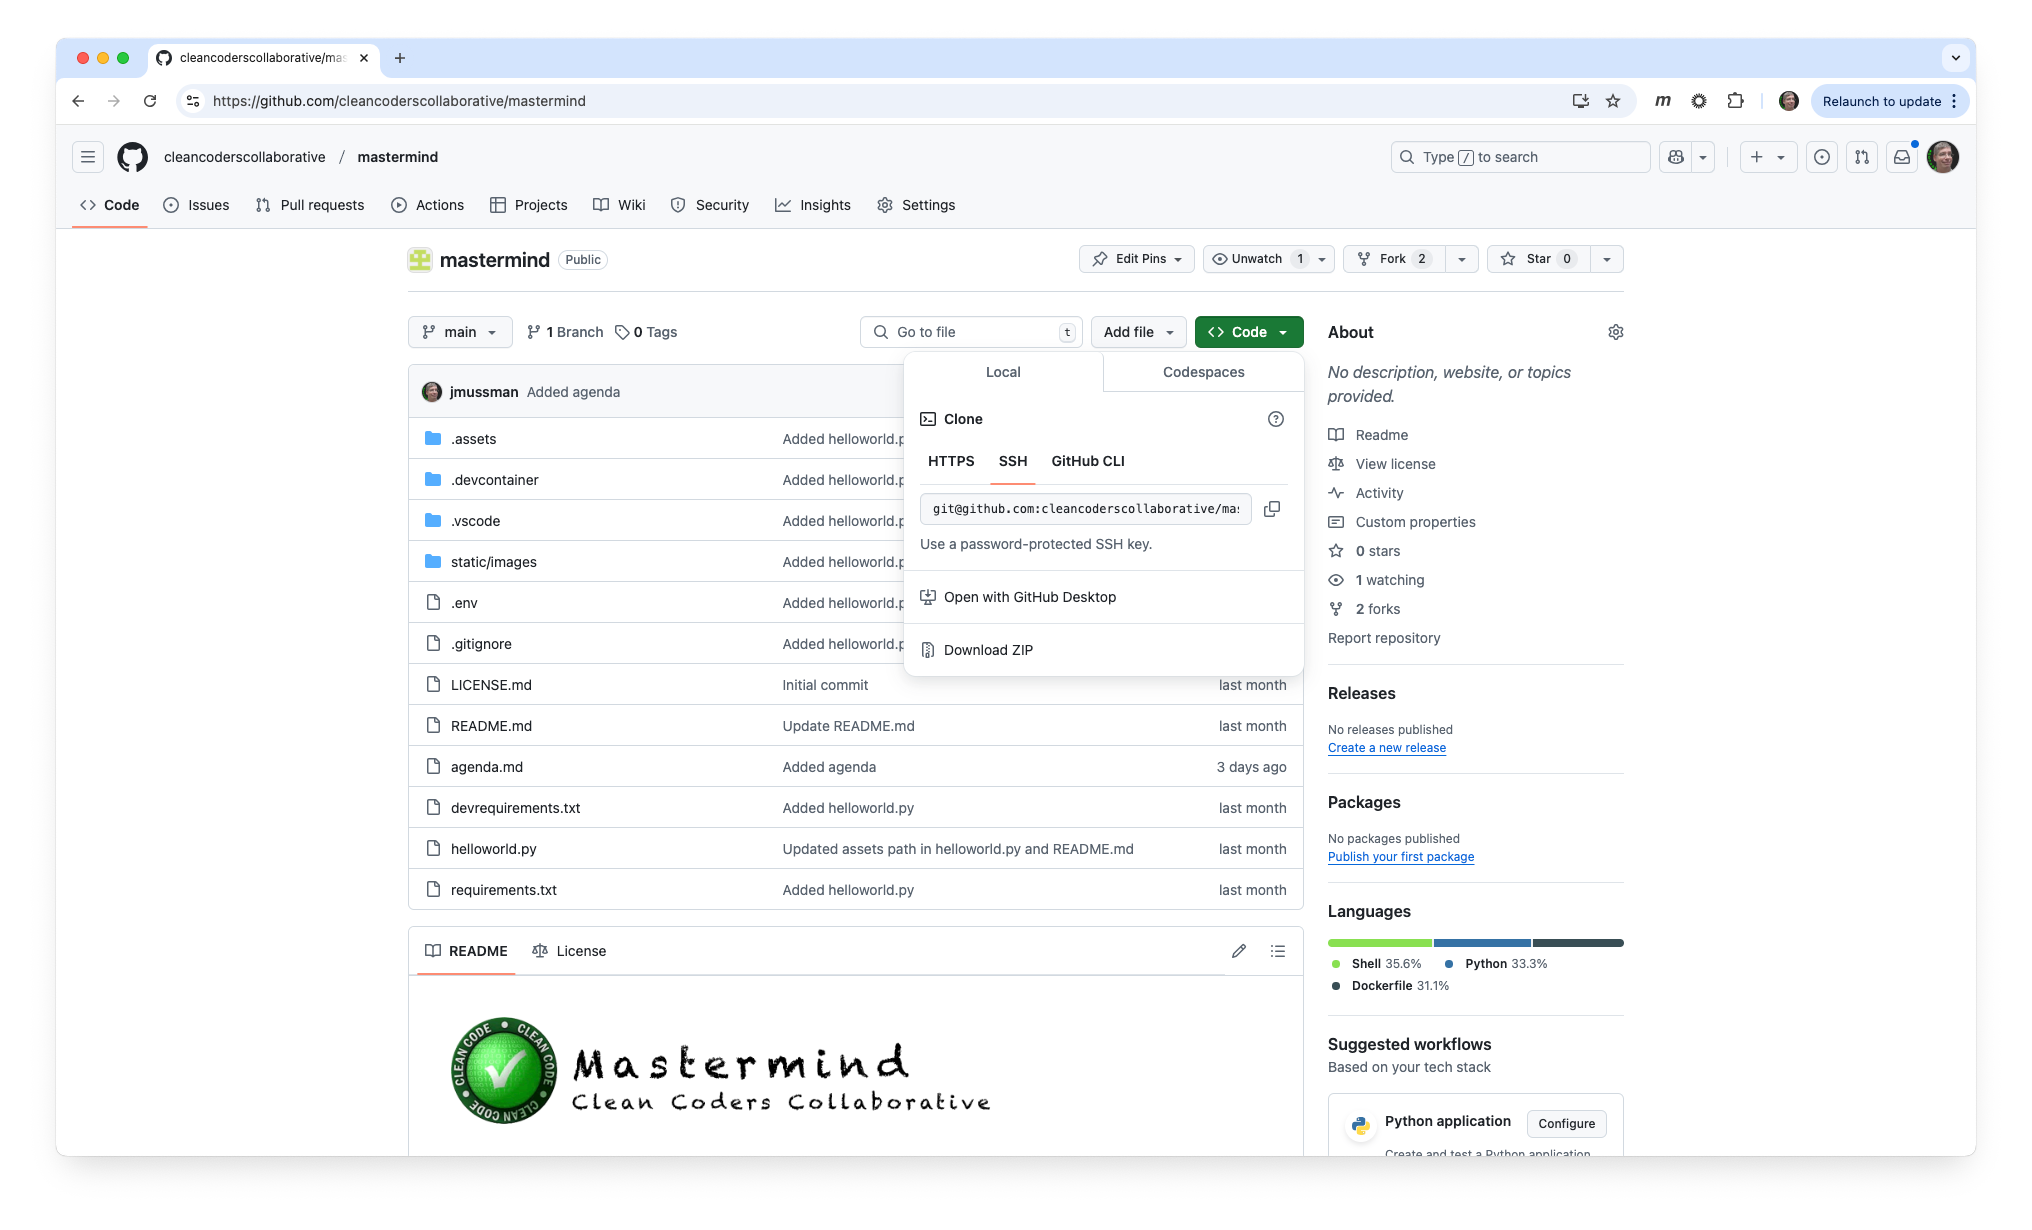 cleancoderscollaborative/mas
https://github.com/cleancoderscollaborative/mastermind
m
Relaunch to update
cleancoderscollaborative / mastermind
Type / to search
Code Issues Pull requests Actions Projects Wiki Security Insights Settings
mastermind Public
Edit Pins Unwatch 1 Fork 2 Star 0
main 1 Branch 0 Tags
Go to file t
Add file
Code
Local Codespaces
Clone
HTTPS SSH GitHub CLI
git@github.com:cleancoderscollaborative/mas
Use a password-protected SSH key.
Open with GitHub Desktop
Download ZIP
jmussman Added agenda
.assets Added helloworld.p
.devcontainer Added helloworld.p
.vscode Added helloworld.p
static/images Added helloworld.p
.env Added helloworld.p
.gitignore Added helloworld.p
LICENSE.md Initial commit last month
README.md Update README.md last month
agenda.md Added agenda 3 days ago
devrequirements.txt Added helloworld.py last month
helloworld.py Updated assets path in helloworld.py and README.md last month
requirements.txt Added helloworld.py last month
README License
CLEAN CODE • CLEAN CODE • CLEAN CODE
Mastermind
Clean Coders Collaborative
About
No description, website, or topics
provided.
Readme
View license
Activity
Custom properties
0 stars
1 watching
2 forks
Report repository
Releases
No releases published
Create a new release
Packages
No packages published
Publish your first package
Languages
Shell 35.6% Python 33.3%
Dockerfile 31.1%
Suggested workflows
Based on your tech stack
Python application
Configure
Create and test a Python application